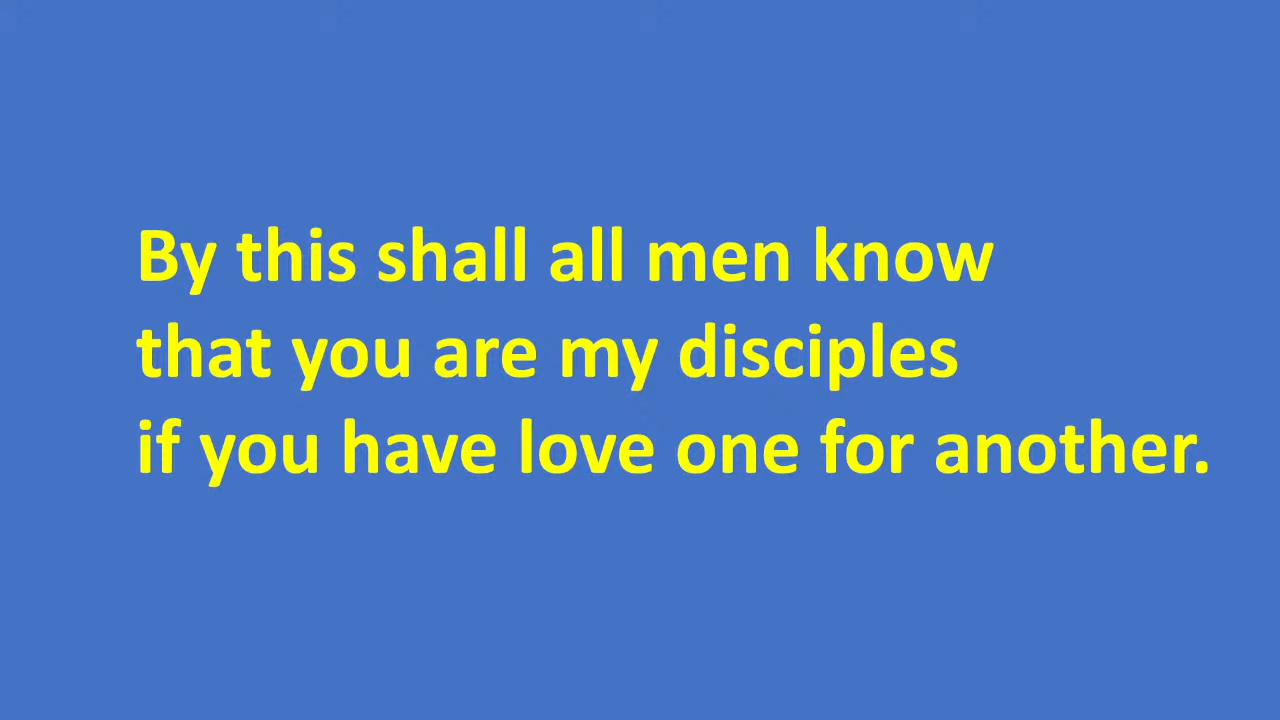 By this shall all men know
that you are my disciples
if you have love one for another.